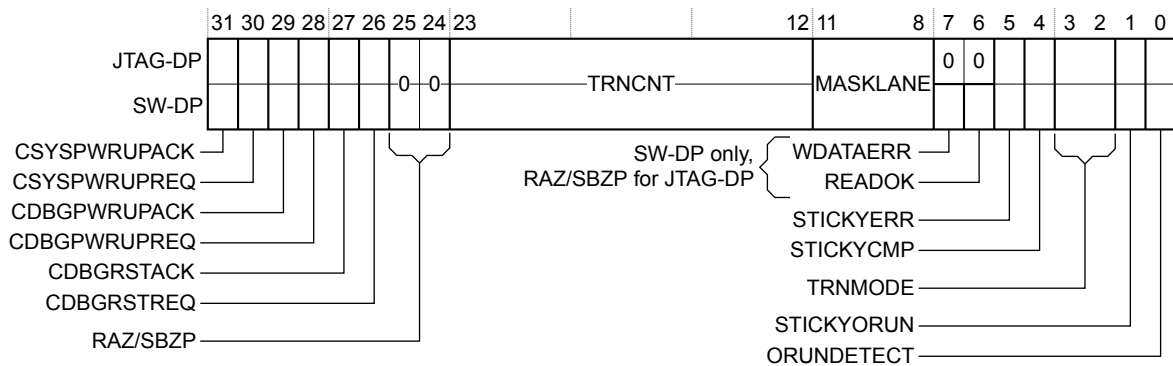 31 30 29 28 27 26 25 24 23 12 11 8 7 6 5 4 3 2 1 0
JTAG-DP 0 0
0 0 TRNCNT MASKLANE
SW-DP
CSYSPWRUPACK
CSYSPWRUPREQ
CDBGPWRUPACK
CDBGPWRUPREQ
CDBGRSTACK
CDBGRSTREQ
RAZ/SBZP
SW-DP only,
RAZ/SBZP for JTAG-DP
WDATAERR
READOK
STICKYERR
STICKYCMP
TRNMODE
STICKYORUN
ORUNDETECT